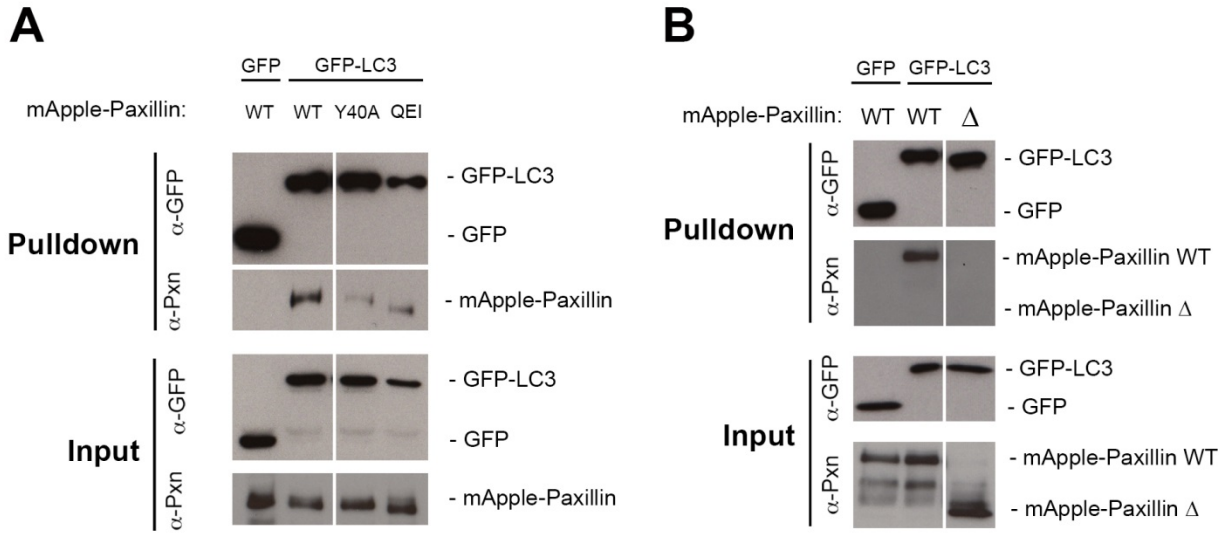 A
GFP GFP-LC3
mApple-Paxillin: WT WT Y40A QEI
Pulldown
α-GFP
- GFP-LC3
- GFP
α-Pxn
- mApple-Paxillin
Input
α-GFP
- GFP-LC3
- GFP
α-Pxn
- mApple-Paxillin
B
GFP GFP-LC3
mApple-Paxillin: WT WT Δ
Pulldown
α-GFP
- GFP-LC3
- GFP
α-Pxn
- mApple-Paxillin WT
- mApple-Paxillin Δ
Input
α-GFP
- GFP-LC3
- GFP
α-Pxn
- mApple-Paxillin WT
- mApple-Paxillin Δ